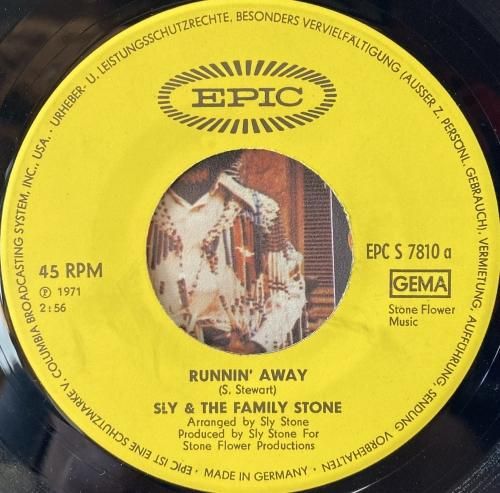 EPIC
45 RPM
℗ 1971
2:56
EPC S 7810 a
GEMA
Stone Flower
Music
RUNNIN' AWAY
(S. Stewart)
SLY & THE FAMILY STONE
Arranged by Sly Stone
Produced by Sly Stone For
Stone Flower Productions
• EPIC IST EINE SCHUTZMARKE V. COLUMBIA BROADCASTING SYSTEM, INC., USA. • URHEBER- U. LEISTUNGSSCHUTZRECHTE, BESONDERS VERVIELFÄLTIGUNG (AUSSER Z. PERSÖNL. GEBRAUCH), VERMIETUNG, AUFFÜHRUNG, SENDUNG VORBEHALTEN
• MADE IN GERMANY •